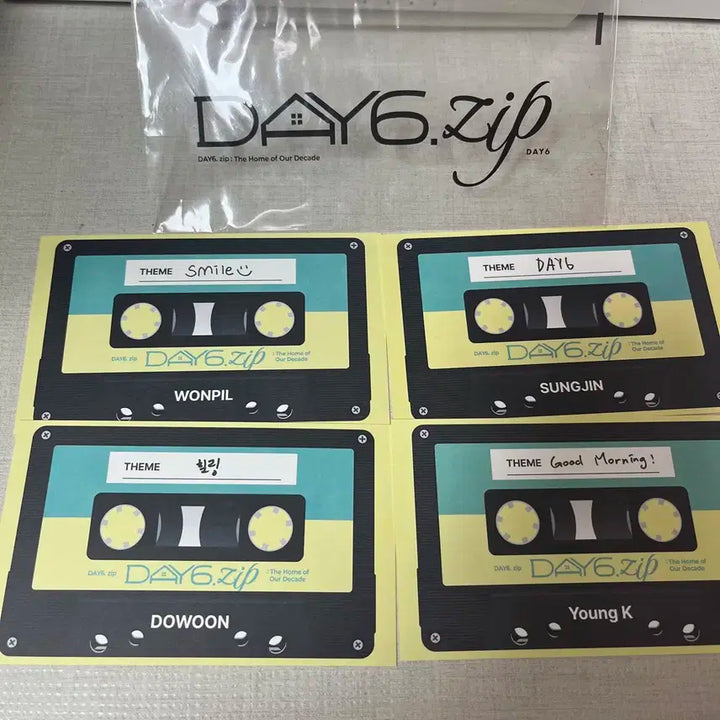 DAY6.zip
DAY6
DAY6. zip : The Home of Our Decade
THEME smile
DAY6. zip DAY6.zip : The Home of
Our Decade
WONPIL
THEME DAY6
DAY6. zip DAY6.zip : The Home of
Our Decade
SUNGJIN
THEME 힐링
DAY6. zip DAY6.zip : The Home of
Our Decade
DOWOON
THEME Good Morning!
DAY6. zip DAY6.zip : The Home of
Our Decade
Young K